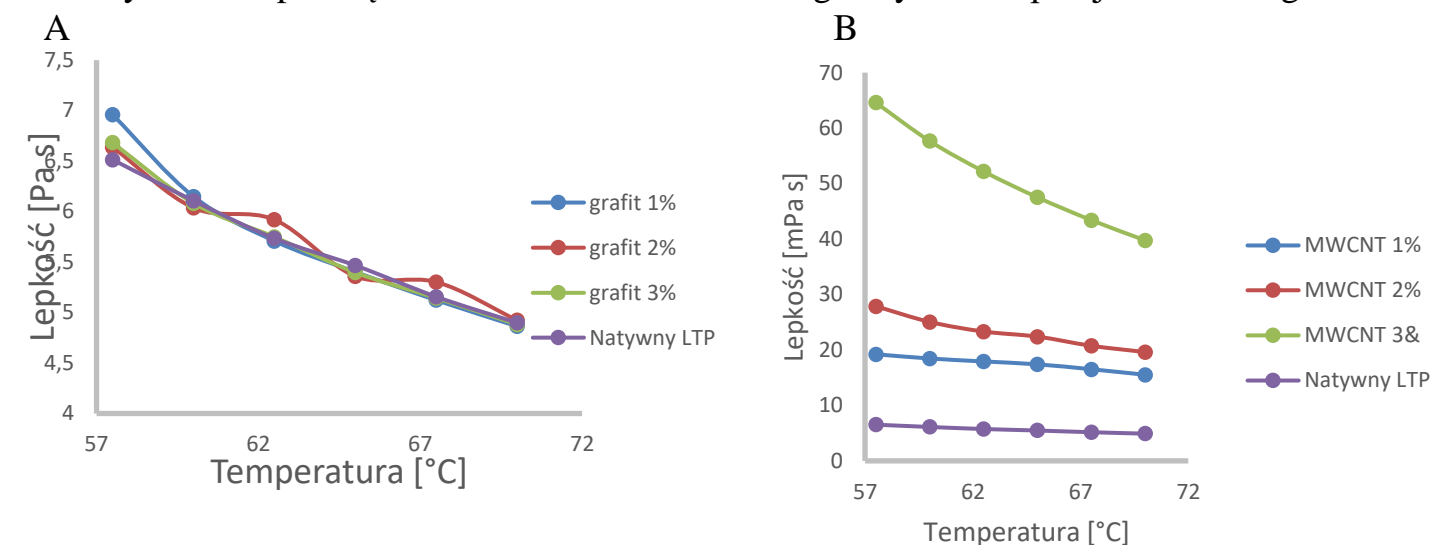 A
7,5
7
6,5
6
5,5
5
4,5
4
Lepkość [Pa s]
57
62
67
72
Temperatura [°C]
grafit 1%
grafit 2%
grafit 3%
Natywny LTP
B
70
60
50
40
30
20
10
0
Lepkość [mPa s]
57
62
67
72
Temperatura [°C]
MWCNT 1%
MWCNT 2%
MWCNT 3&
Natywny LTP